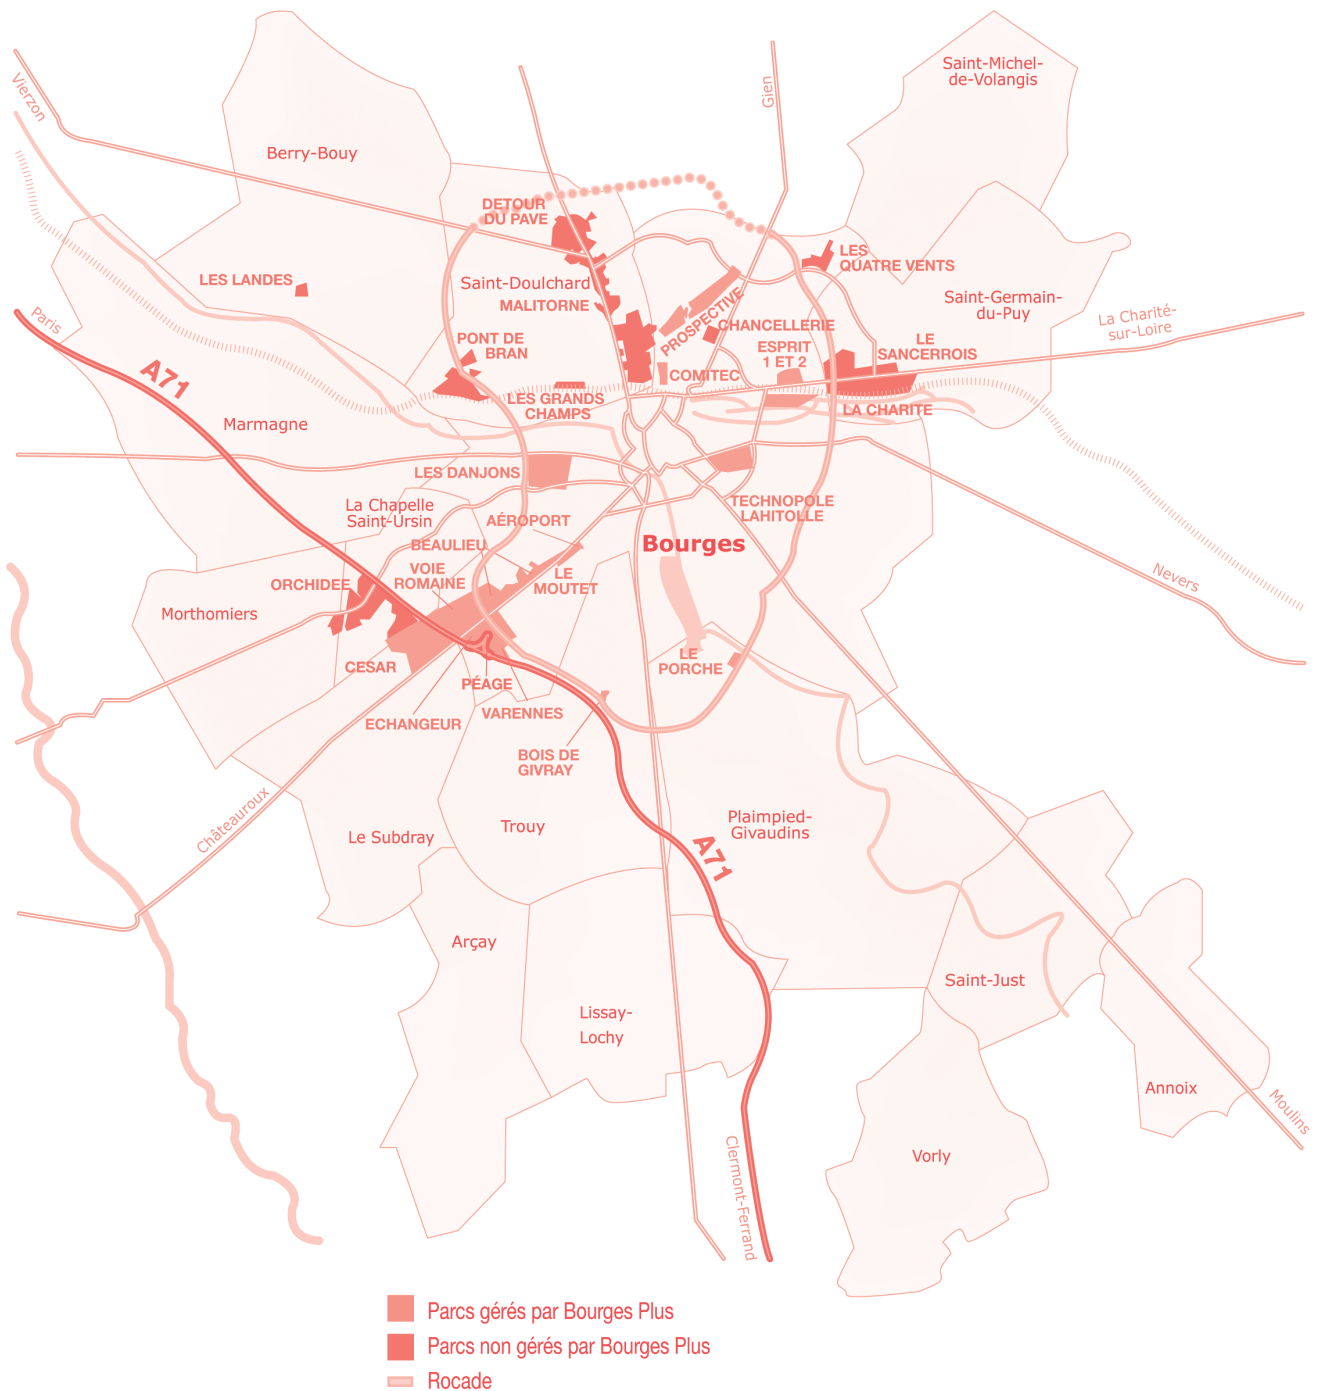 Saint-Michel-
de-Volangis
Vierzon
Gien
Berry-Bouy
DETOUR
DU PAVE
LES
QUATRE VENTS
LES LANDES
Saint-Doulchard
MALITORNE
PROSPECTIVE
Saint-Germain-
du-Puy
La Charité-
sur-Loire
Paris
A71
CHANCELLERIE
PONT DE
BRAN
ESPRIT
1 ET 2
LE
SANCERROIS
COMITEC
LES GRANDS
CHAMPS
LA CHARITE
Marmagne
LES DANJONS
La Chapelle
Saint-Ursin
TECHNOPOLE
LAHITOLLE
AÉROPORT
BEAULIEU
Bourges
VOIE
ROMAINE
LE
MOUTET
ORCHIDEE
Nevers
Morthomiers
CESAR
LE
PORCHE
PÉAGE
ECHANGEUR
VARENNES
BOIS DE
GIVRAY
Châteauroux
Le Subdray
Trouy
Plaimpied-
Givaudins
A71
Arçay
Saint-Just
Lissay-
Lochy
Annoix
Moulins
Vorly
Clermont-Ferrand
Parcs gérés par Bourges Plus
Parcs non gérés par Bourges Plus
Rocade